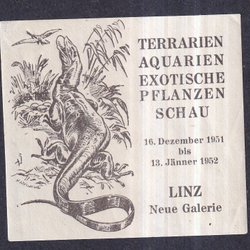 TERRARIEN
AQUARIEN
EXOTISCHE
PFLANZEN
SCHAU
16. Dezember 1951
bis
13. Jänner 1952
LINZ
Neue Galerie